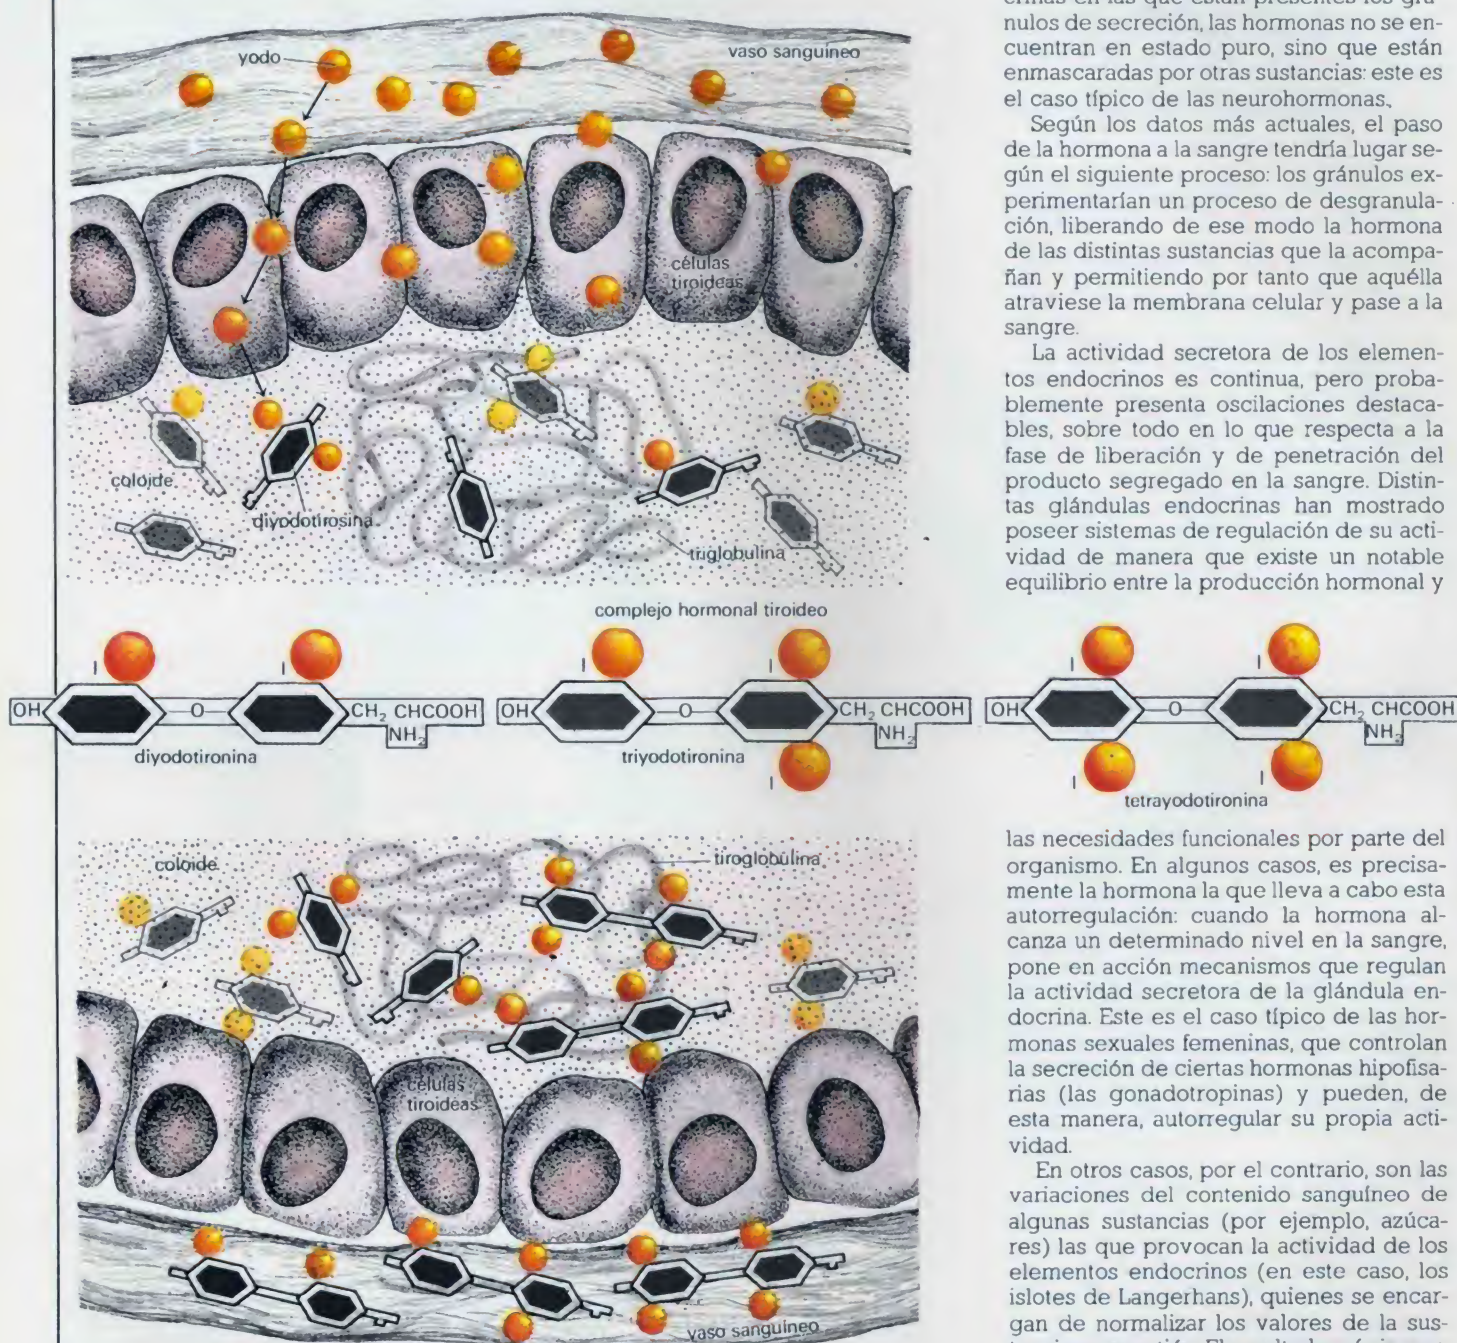 nulos de secreción, las hormonas no se en-
cuentran en estado puro, sino que están
enmascaradas por otras sustancias: este es
el caso típico de las neurohormonas.
Según los datos más actuales, el paso
de la hormona a la sangre tendría lugar se-
gún el siguiente proceso: los gránulos ex-
perimentarían un proceso de desgranula-
ción, liberando de ese modo la hormona
de las distintas sustancias que la acompa-
ñan y permitiendo por tanto que aquélla
atraviese la membrana celular y pase a la
sangre.
La actividad secretora de los elemen-
tos endocrinos es continua, pero proba-
blemente presenta oscilaciones destaca-
bles, sobre todo en lo que respecta a la
fase de liberación y de penetración del
producto segregado en la sangre. Distin-
tas glándulas endocrinas han mostrado
poseer sistemas de regulación de su acti-
vidad de manera que existe un notable
equilibrio entre la producción hormonal y
yodo
vaso sanguíneo
células
tiroideas
coloide
diyodotirosina
triglobulina
complejo hormonal tiroideo
I I
OH O CH2 CHCOOH
NH2
diyodotironina
I I
OH O CH2 CHCOOH
NH2
triyodotironina
I
I I
OH O CH2 CHCOOH
NH2
I I
tetrayodotironina
coloide
tiroglobulina
células
tiroideas
vaso sanguíneo
las necesidades funcionales por parte del
organismo. En algunos casos, es precisa-
mente la hormona la que lleva a cabo esta
autorregulación: cuando la hormona al-
canza un determinado nivel en la sangre,
pone en acción mecanismos que regulan
la actividad secretora de la glándula en-
docrina. Este es el caso típico de las hor-
monas sexuales femeninas, que controlan
la secreción de ciertas hormonas hipofisa-
rias (las gonadotropinas) y pueden, de
esta manera, autorregular su propia acti-
vidad.
En otros casos, por el contrario, son las
variaciones del contenido sanguíneo de
algunas sustancias (por ejemplo, azúca-
res) las que provocan la actividad de los
elementos endocrinos (en este caso, los
islotes de Langerhans), quienes se encar-
gan de normalizar los valores de la sus-